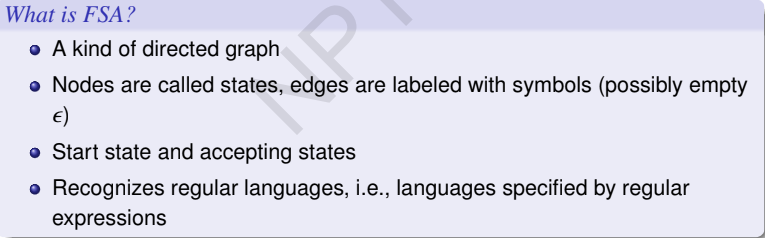 What is FSA?
A kind of directed graph
Nodes are called states, edges are labeled with symbols (possibly empty
ϵ)
Start state and accepting states
Recognizes regular languages, i.e., languages specified by regular
expressions
NPT